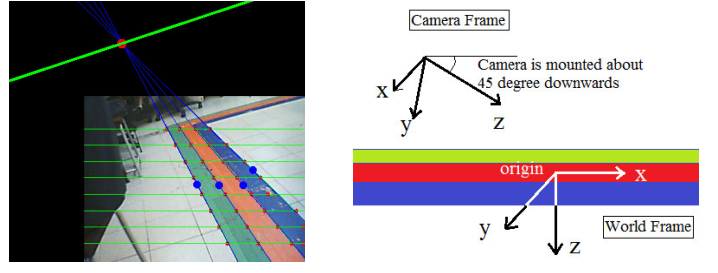 Camera Frame
Camera is mounted about
45 degree downwards
x
y
z
origin
x
y
z
World Frame